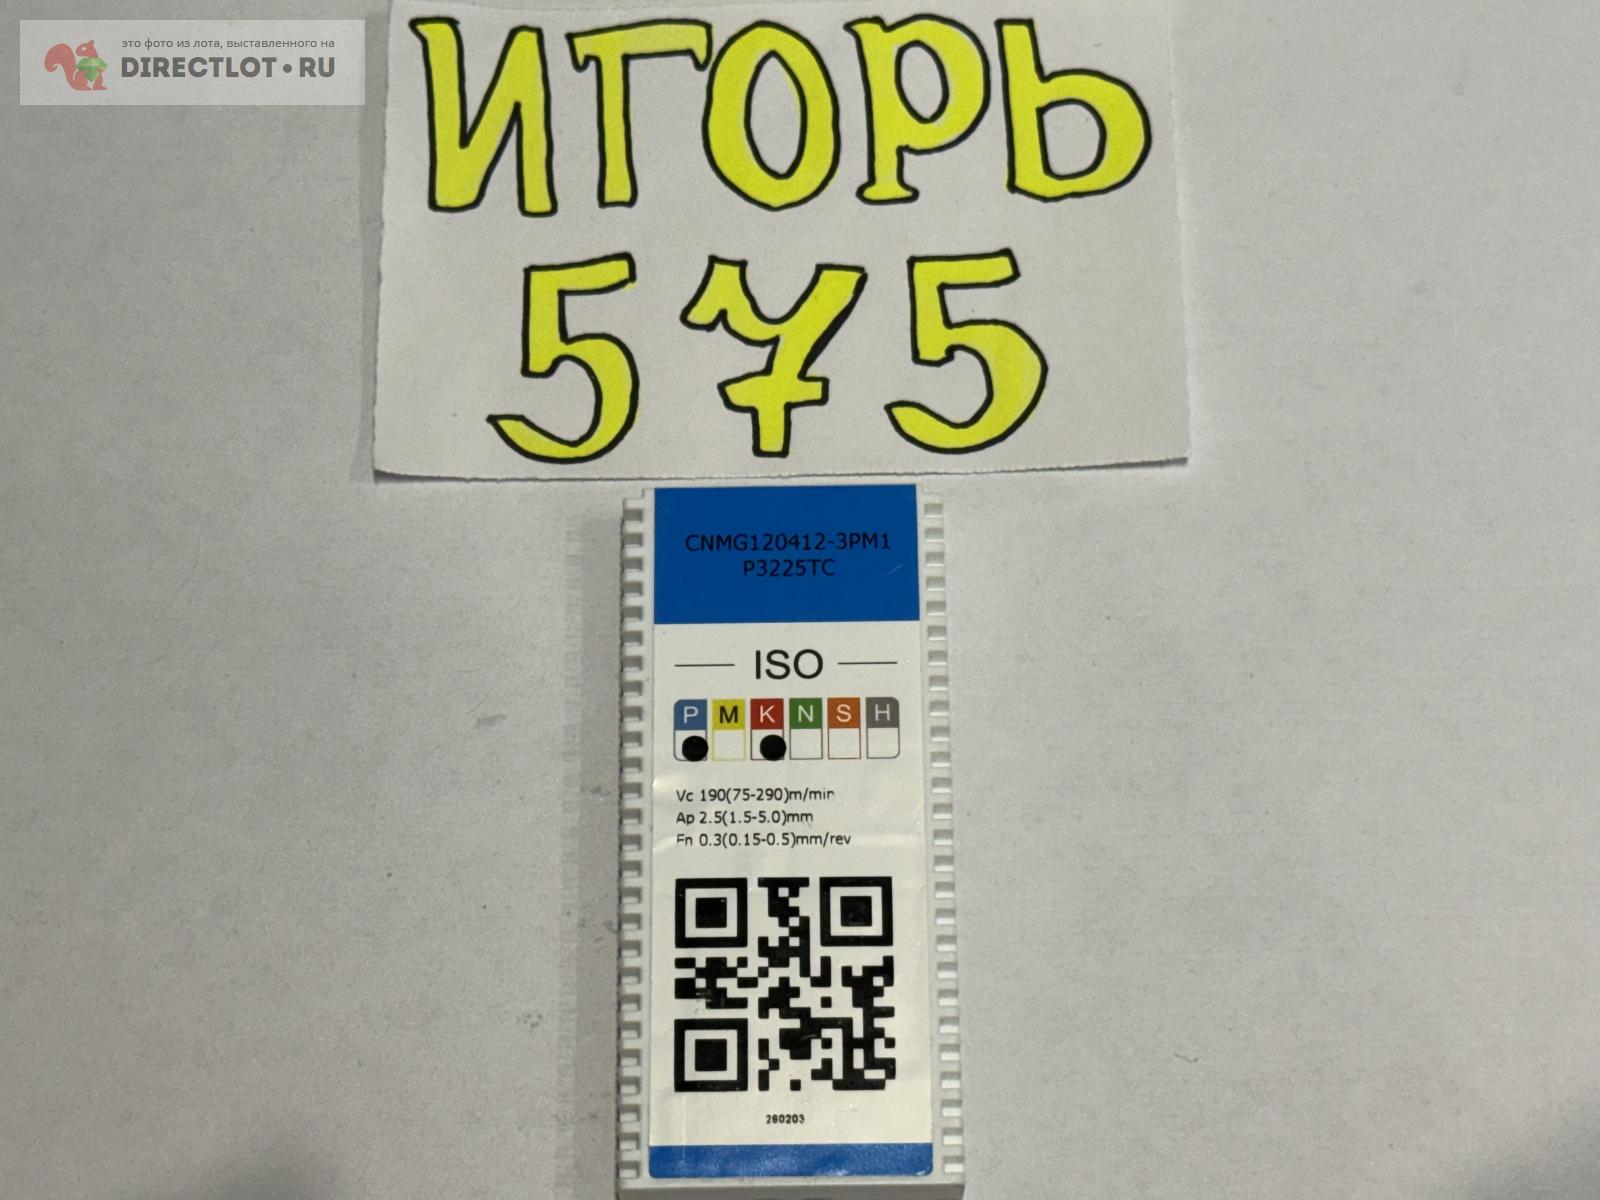 это фото из лота, выставленного на
DIRECTLOT•RU
ИГОРЬ
575
CNMG120412-3PM1
P3225TC
ISO
P M K N S H
Vc 190(75-290)m/min
Ap 2.5(1.5-5.0)mm
Fn 0.3(0.15-0.5)mm/rev
260203